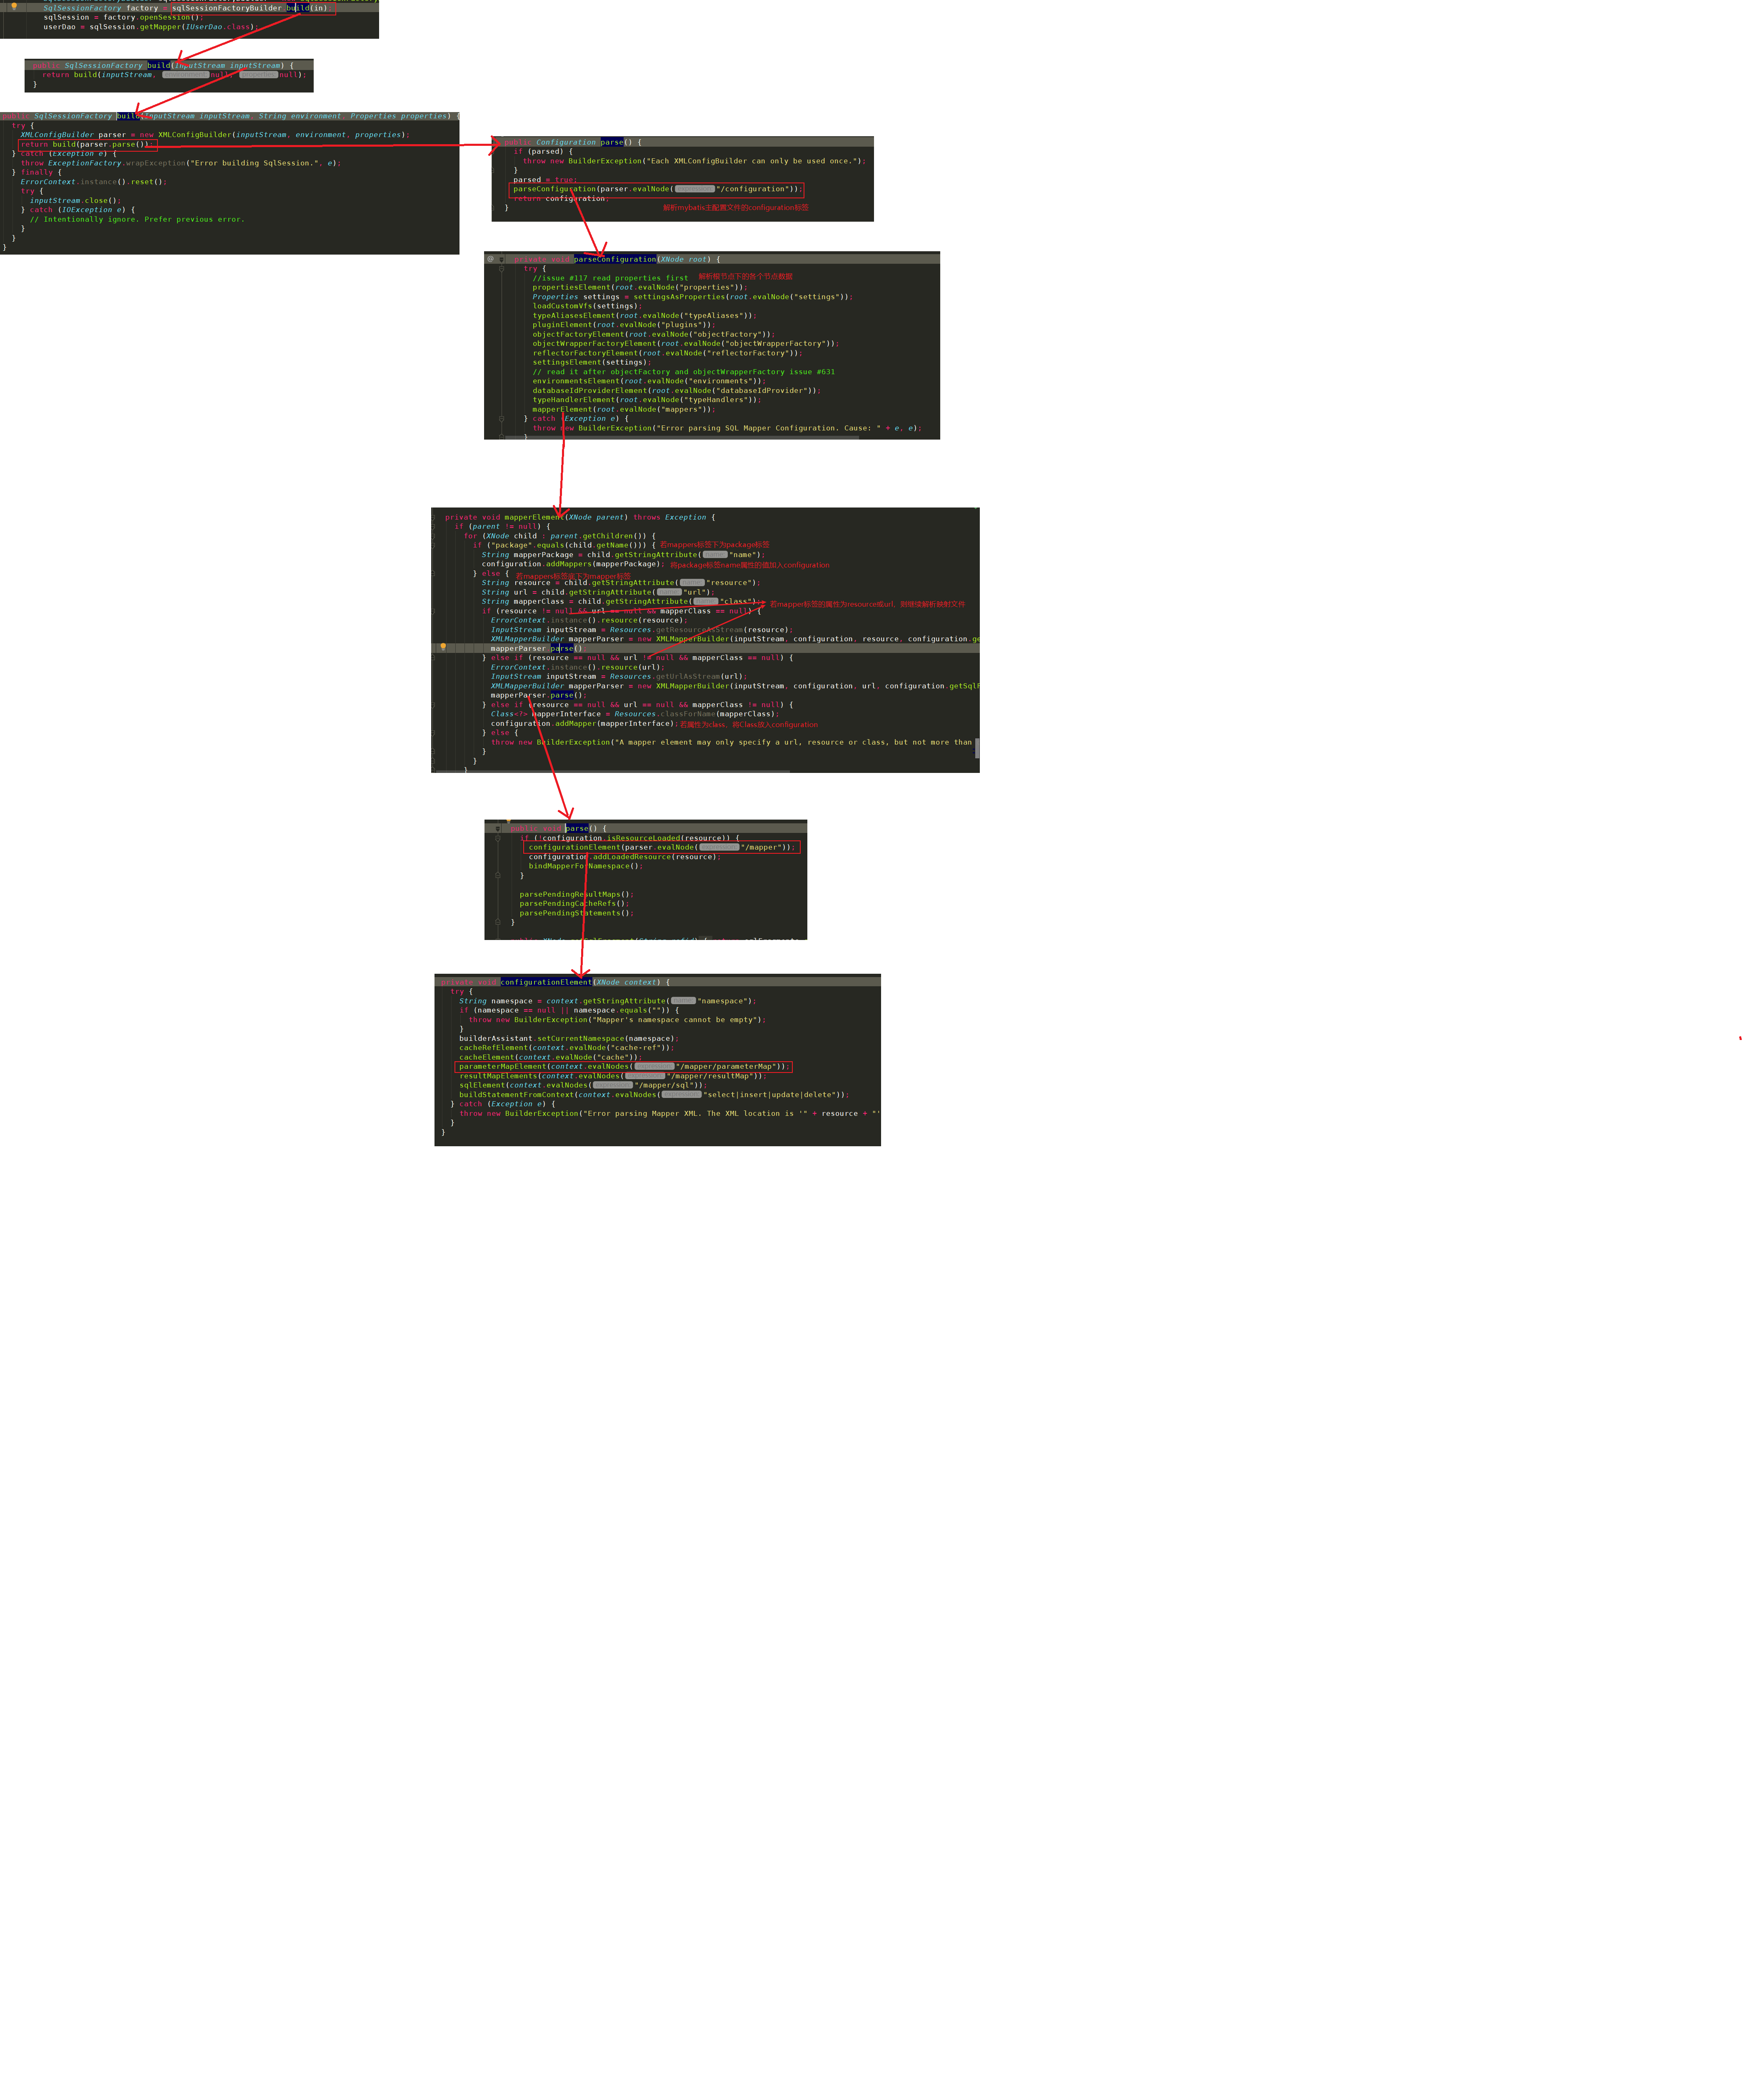 SqlSessionFactory factory = sqlSessionFactoryBuilder.build(in);
sqlSession = factory.openSession();
userDao = sqlSession.getMapper(IUserDao.class);
public SqlSessionFactory build(InputStream inputStream) {
return build(inputStream, null, null);
}
public SqlSessionFactory build(InputStream inputStream, String environment, Properties properties) {
try {
XMLConfigBuilder parser = new XMLConfigBuilder(inputStream, environment, properties);
return build(parser.parse());
} catch (Exception e) {
throw ExceptionFactory.wrapException("Error building SqlSession.", e);
} finally {
ErrorContext.instance().reset();
try {
inputStream.close();
} catch (IOException e) {
// Intentionally ignore. Prefer previous error.
}
}
}
public Configuration parse() {
if (parsed) {
throw new BuilderException("Each XMLConfigBuilder can only be used once.");
}
parsed = true;
parseConfiguration(parser.evalNode("/configuration"));
return configuration;
}
解析mybatis主配置文件的configuration标签
private void parseConfiguration(XNode root) {
try {
//issue #117 read properties first 解析根节点下的各个节点数据
propertiesElement(root.evalNode("properties"));
Properties settings = settingsAsProperties(root.evalNode("settings"));
loadCustomVfs(settings);
typeAliasesElement(root.evalNode("typeAliases"));
pluginElement(root.evalNode("plugins"));
objectFactoryElement(root.evalNode("objectFactory"));
objectWrapperFactoryElement(root.evalNode("objectWrapperFactory"));
reflectorFactoryElement(root.evalNode("reflectorFactory"));
settingsElement(settings);
// read it after objectFactory and objectWrapperFactory issue #631
environmentsElement(root.evalNode("environments"));
databaseIdProviderElement(root.evalNode("databaseIdProvider"));
typeHandlerElement(root.evalNode("typeHandlers"));
mapperElement(root.evalNode("mappers"));
} catch (Exception e) {
throw new BuilderException("Error parsing SQL Mapper Configuration. Cause: " + e, e);
}
private void mapperElement(XNode parent) throws Exception {
if (parent != null) {
for (XNode child : parent.getChildren()) {
if ("package".equals(child.getName())) { 若mappers标签下为package标签
String mapperPackage = child.getStringAttribute("name");
configuration.addMappers(mapperPackage); 将package标签name属性的值加入configuration
} else { 若mappers标签底下为mapper标签
String resource = child.getStringAttribute("resource");
String url = child.getStringAttribute("url");
String mapperClass = child.getStringAttribute("class"); 若mapper标签的属性为resource或url，则继续解析映射文件
if (resource != null && url == null && mapperClass == null) {
ErrorContext.instance().resource(resource);
InputStream inputStream = Resources.getResourceAsStream(resource);
XMLMapperBuilder mapperParser = new XMLMapperBuilder(inputStream, configuration, resource, configuration.ge
mapperParser.parse()
} else if (resource == null && url != null && mapperClass == null) {
ErrorContext.instance().resource(url);
InputStream inputStream = Resources.getUrlAsStream(url);
XMLMapperBuilder mapperParser = new XMLMapperBuilder(inputStream, configuration, url, configuration.getSqlF
mapperParser.parse();
} else if (resource == null && url == null && mapperClass != null) {
Class<?> mapperInterface = Resources.classForName(mapperClass);
configuration.addMapper(mapperInterface); 若属性为class，将Class放入configuration
} else {
throw new BuilderException("A mapper element may only specify a url, resource or class, but not more than
}
}
}
public void parse() {
if (!configuration.isResourceLoaded(resource)) {
configurationElement(parser.evalNode("/mapper"));
configuration.addLoadedResource(resource);
bindMapperForNamespace();
}
parsePendingResultMaps();
parsePendingCacheRefs();
parsePendingStatements();
}
private void configurationElement(XNode context) {
try {
String namespace = context.getStringAttribute("namespace");
if (namespace == null || namespace.equals("")) {
throw new BuilderException("Mapper's namespace cannot be empty");
}
builderAssistant.setCurrentNamespace(namespace);
cacheRefElement(context.evalNode("cache-ref"));
cacheElement(context.evalNode("cache"));
parameterMapElement(context.evalNodes("/mapper/parameterMap"));
resultMapElements(context.evalNodes("/mapper/resultMap"));
sqlElement(context.evalNodes("/mapper/sql"));
buildStatementFromContext(context.evalNodes("select|insert|update|delete"));
} catch (Exception e) {
throw new BuilderException("Error parsing Mapper XML. The XML location is '" + resource + "'
}
}